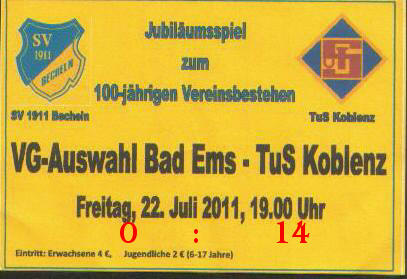 SV
1911
BECHELN
Jubiläumsspiel
zum
100-jährigen Vereinsbestehen
SV 1911 Becheln
TuS Koblenz
VG-Auswahl Bad Ems - TuS Koblenz
Freitag, 22. Juli 2011, 19.00 Uhr
0 : 14
Eintritt: Erwachsene 4 €, Jugendliche 2 € (6-17 Jahre)